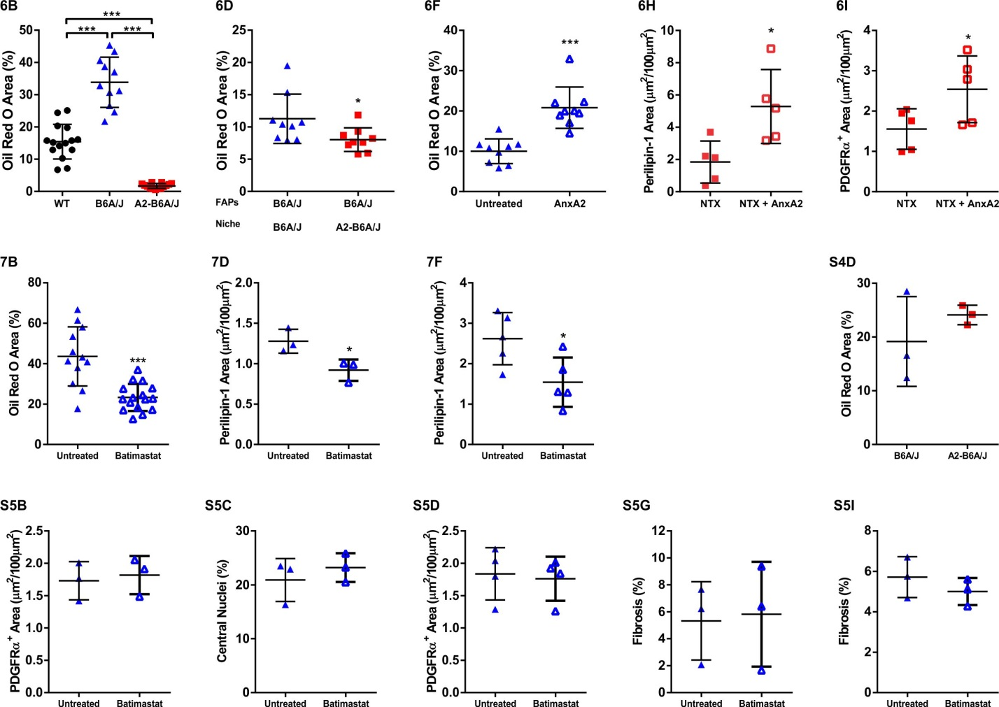 6B 6D 6F 6H 6I
***
*** ***
Oil Red O Area (%)
50
40
30
20
10
0
WT B6A/J A2-B6A/J
Oil Red O Area (%)
25
20
15
10
5
0
*
FAPs B6A/J B6A/J
Niche B6A/J A2-B6A/J
Oil Red O Area (%)
40
30
20
10
0
***
Untreated AnxA2
Perilipin-1 Area (μm²/100μm²)
10
8
6
4
2
0
*
NTX NTX + AnxA2
PDGFRα⁺ Area (μm²/100μm²)
4
3
2
1
0
*
NTX NTX + AnxA2
7B 7D 7F S4D
Oil Red O Area (%)
80
60
40
20
0
***
Untreated Batimastat
Perilipin-1 Area (μm²/100μm²)
2.0
1.5
1.0
0.5
0.0
*
Untreated Batimastat
Perilipin-1 Area (μm²/100μm²)
4
3
2
1
0
*
Untreated Batimastat
Oil Red O Area (%)
30
20
10
0
B6A/J A2-B6A/J
S5B S5C S5D S5G S5I
PDGFRα⁺ Area (μm²/100μm²)
2.5
2.0
1.5
1.0
0.5
0.0
Untreated Batimastat
Central Nuclei (%)
30
20
10
0
Untreated Batimastat
PDGFRα⁺ Area (μm²/100μm²)
2.5
2.0
1.5
1.0
0.5
0.0
Untreated Batimastat
Fibrosis (%)
12
10
8
6
4
2
0
Untreated Batimastat
Fibrosis (%)
8
6
4
2
0
Untreated Batimastat